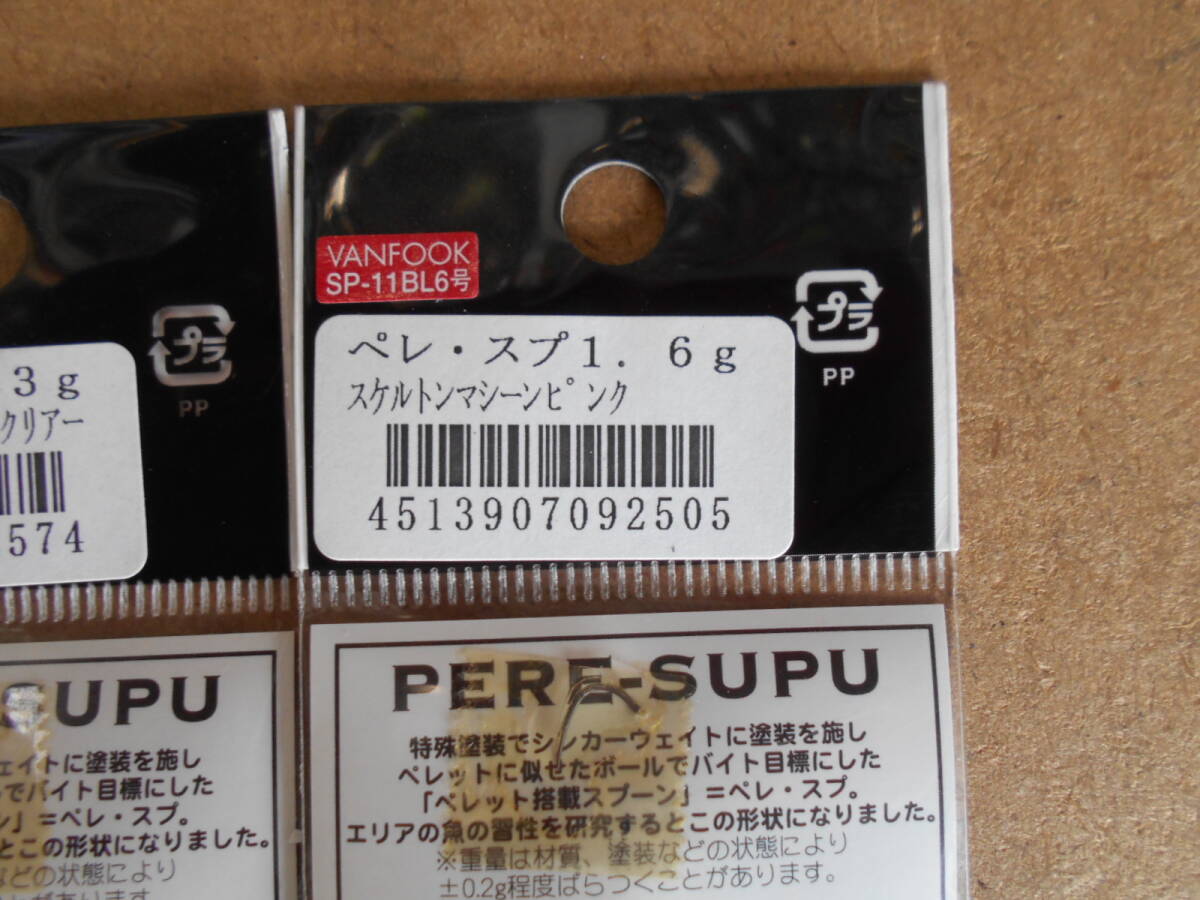 3g
クリアー
574
プラ
PP
SUPU
ェイトに塗装を施し
でバイト目標にした
ン」＝ペレ・スプ。
とこの形状になりました。
などの状態により
VANFOOK
SP-11BL6号
ペレ・スプ1．6g
スケルトンマシーンピンク
4513907092505
プラ
PP
PERE-SUPU
特殊塗装でシンカーウェイトに塗装を施し
ペレットに似せたボールでバイト目標にした
「ペレット搭載スプーン」＝ペレ・スプ。
エリアの魚の習性を研究するとこの形状になりました。
※重量は材質、塗装などの状態により
±0.2g程度ばらつくことがあります。